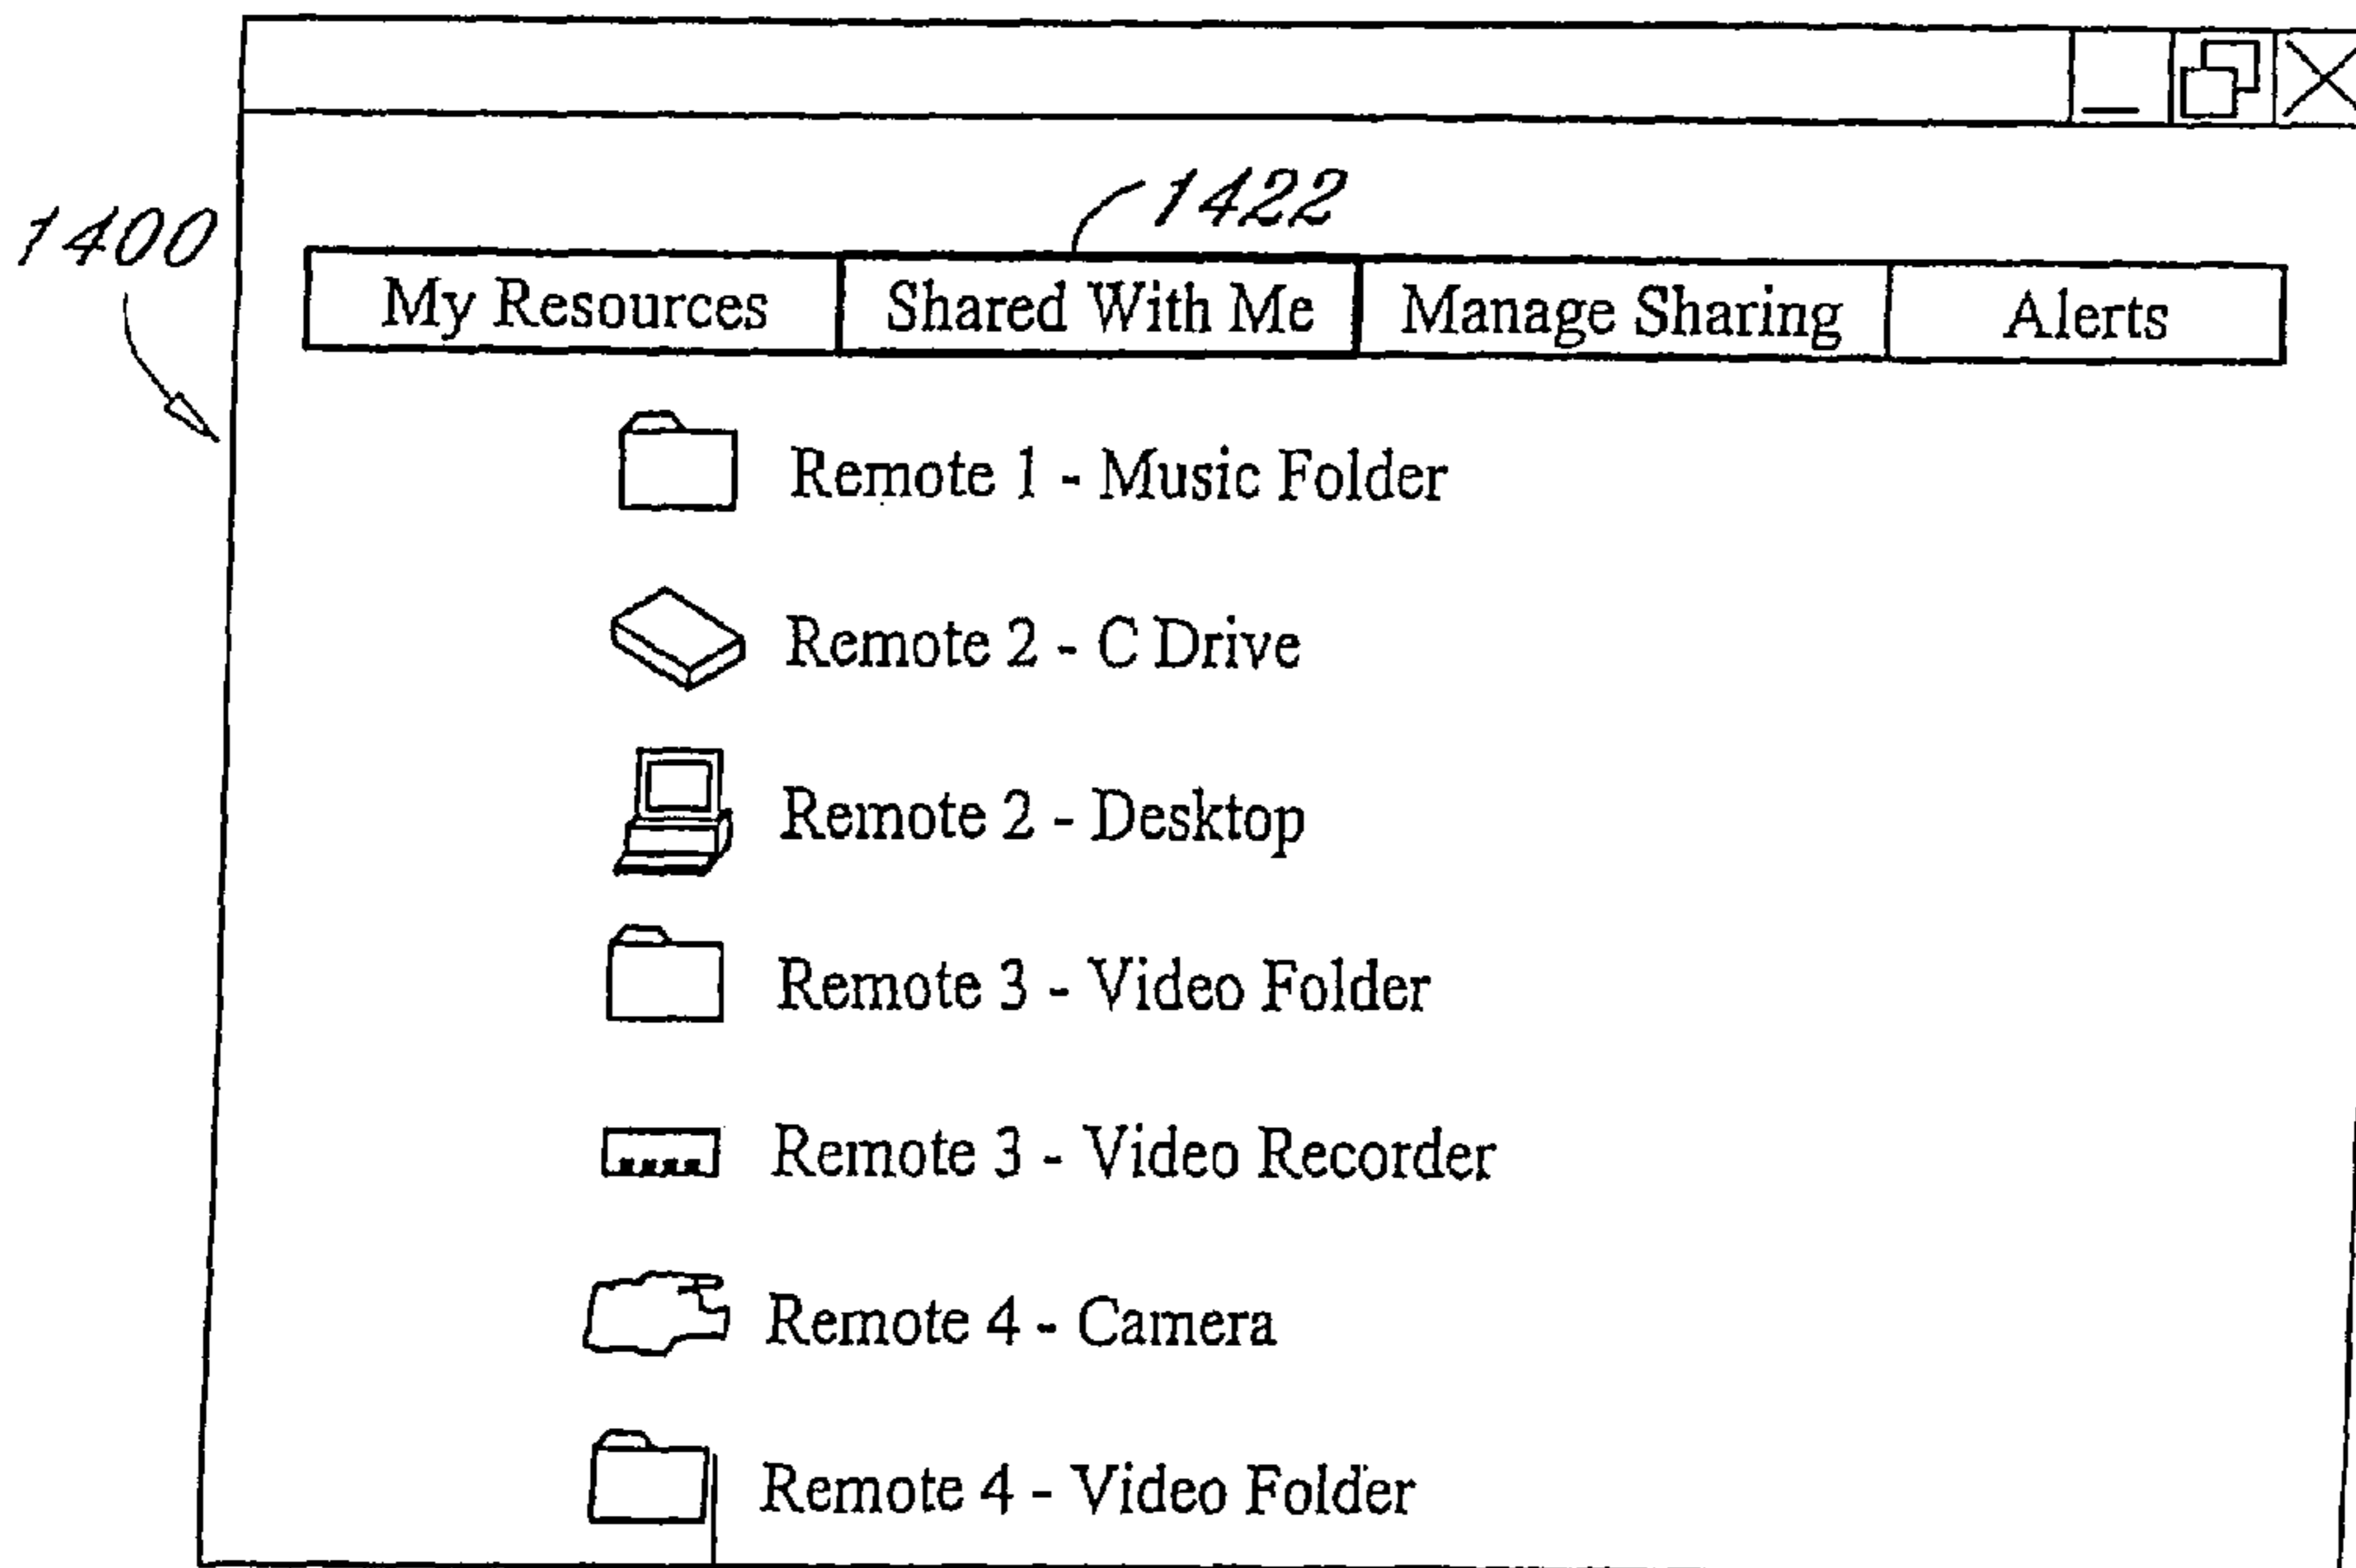 1400
1422
My Resources Shared With Me Manage Sharing Alerts
Remote 1 - Music Folder
Remote 2 - C Drive
Remote 2 - Desktop
Remote 3 - Video Folder
Remote 3 - Video Recorder
Remote 4 - Camera
Remote 4 - Video Folder